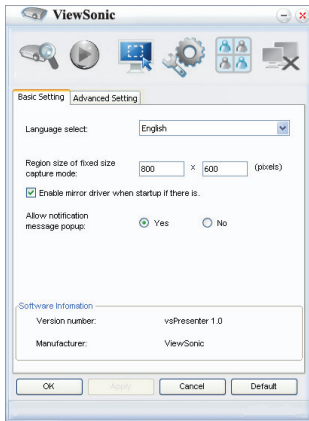 ViewSonic
Basic Setting Advanced Setting
Language select: English
Region size of fixed size
capture mode: 800 x 600 (pixels)
Enable mirror driver when startup if there is.
Allow notification
message popup: Yes No
Software Infomation
Version number: vsPresenter 1.0
Manufacturer: ViewSonic
OK Apply Cancel Default